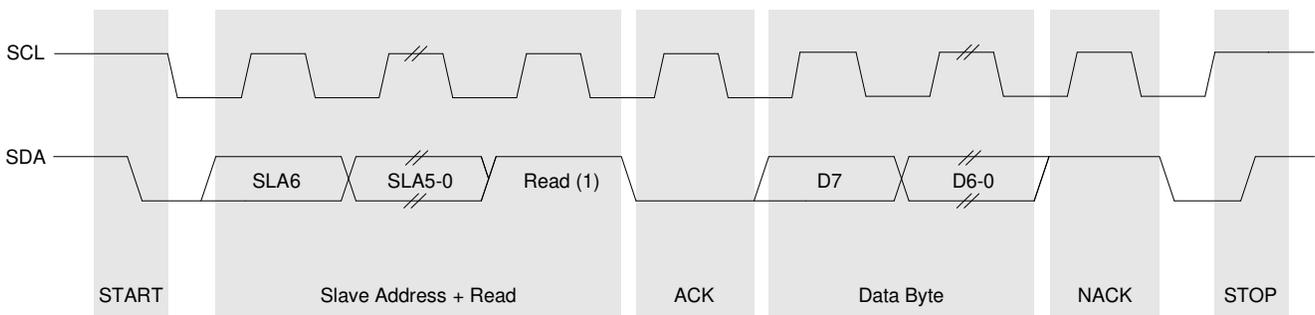 SCL
SDA
SLA6 SLA5-0 Read (1) D7 D6-0
START Slave Address + Read ACK Data Byte NACK STOP